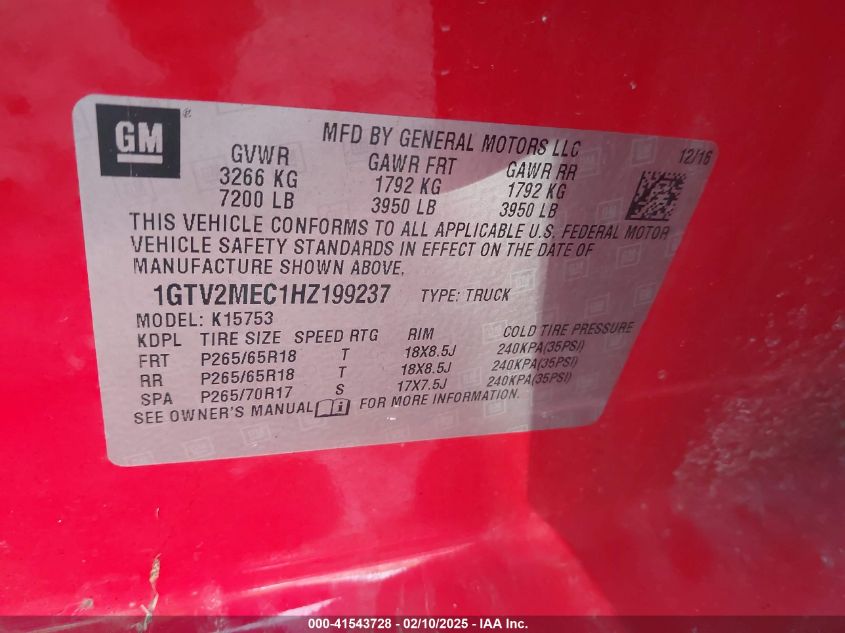 GM ®
MFD BY GENERAL MOTORS LLC
12/16
GVWR GAWR FRT GAWR RR
3266 KG 1792 KG 1792 KG
7200 LB 3950 LB 3950 LB
THIS VEHICLE CONFORMS TO ALL APPLICABLE U.S. FEDERAL MOTOR
VEHICLE SAFETY STANDARDS IN EFFECT ON THE DATE OF
MANUFACTURE SHOWN ABOVE.
1GTV2MEC1HZ199237 TYPE: TRUCK
MODEL: K15753
KDPL TIRE SIZE SPEED RTG RIM COLD TIRE PRESSURE
FRT P265/65R18 T 18X8.5J 240KPA(35PSI)
RR P265/65R18 T 18X8.5J 240KPA(35PSI)
SPA P265/70R17 S 17X7.5J 240KPA(35PSI)
SEE OWNER'S MANUAL FOR MORE INFORMATION.
000-41543728 — 02/10/2025 — IAA Inc.